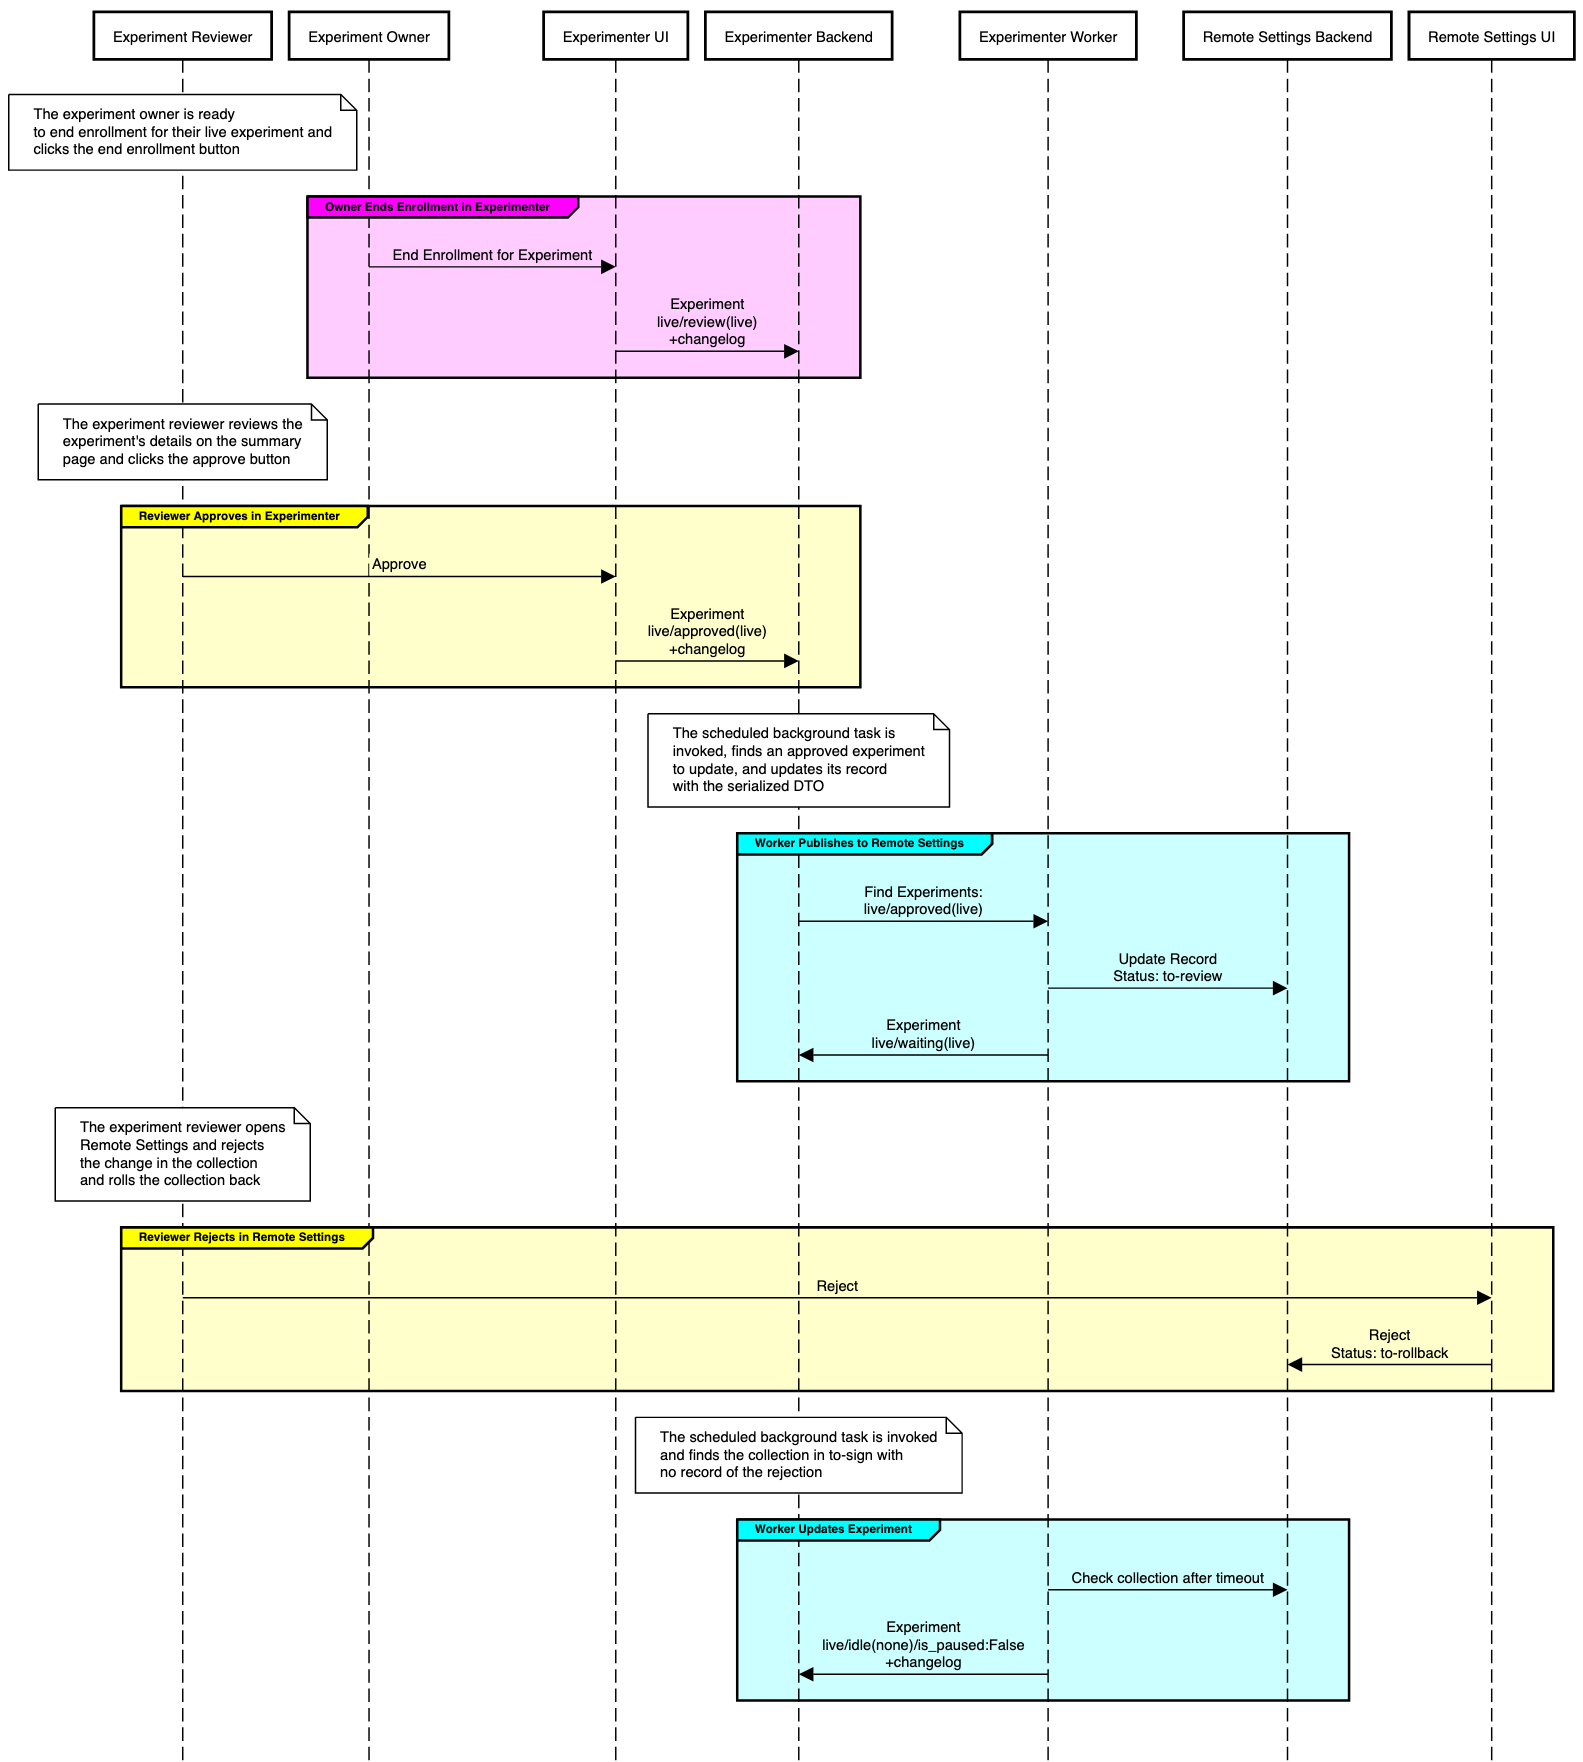 Experiment Reviewer
Experiment Owner
Experimenter UI
Experimenter Backend
Experimenter Worker
Remote Settings Backend
Remote Settings UI
The experiment owner is ready
to end enrollment for their live experiment and
clicks the end enrollment button
Owner Ends Enrollment in Experimenter
End Enrollment for Experiment
Experiment
live/review(live)
+changelog
The experiment reviewer reviews the
experiment's details on the summary
page and clicks the approve button
Reviewer Approves in Experimenter
Approve
Experiment
live/approved(live)
+changelog
The scheduled background task is
invoked, finds an approved experiment
to update, and updates its record
with the serialized DTO
Worker Publishes to Remote Settings
Find Experiments:
live/approved(live)
Update Record
Status: to-review
Experiment
live/waiting(live)
The experiment reviewer opens
Remote Settings and rejects
the change in the collection
and rolls the collection back
Reviewer Rejects in Remote Settings
Reject
Reject
Status: to-rollback
The scheduled background task is invoked
and finds the collection in to-sign with
no record of the rejection
Worker Updates Experiment
Check collection after timeout
Experiment
live/idle(none)/is_paused:False
+changelog